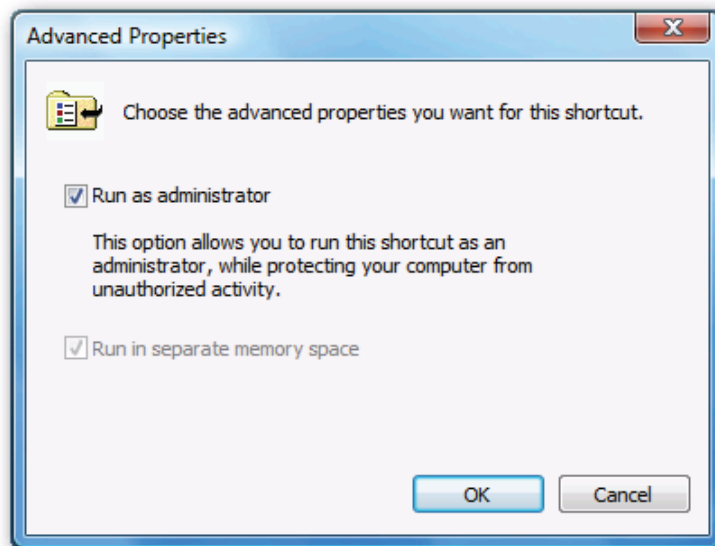 Advanced Properties
Choose the advanced properties you want for this shortcut.
Run as administrator
This option allows you to run this shortcut as an
administrator, while protecting your computer from
unauthorized activity.
Run in separate memory space
OK
Cancel